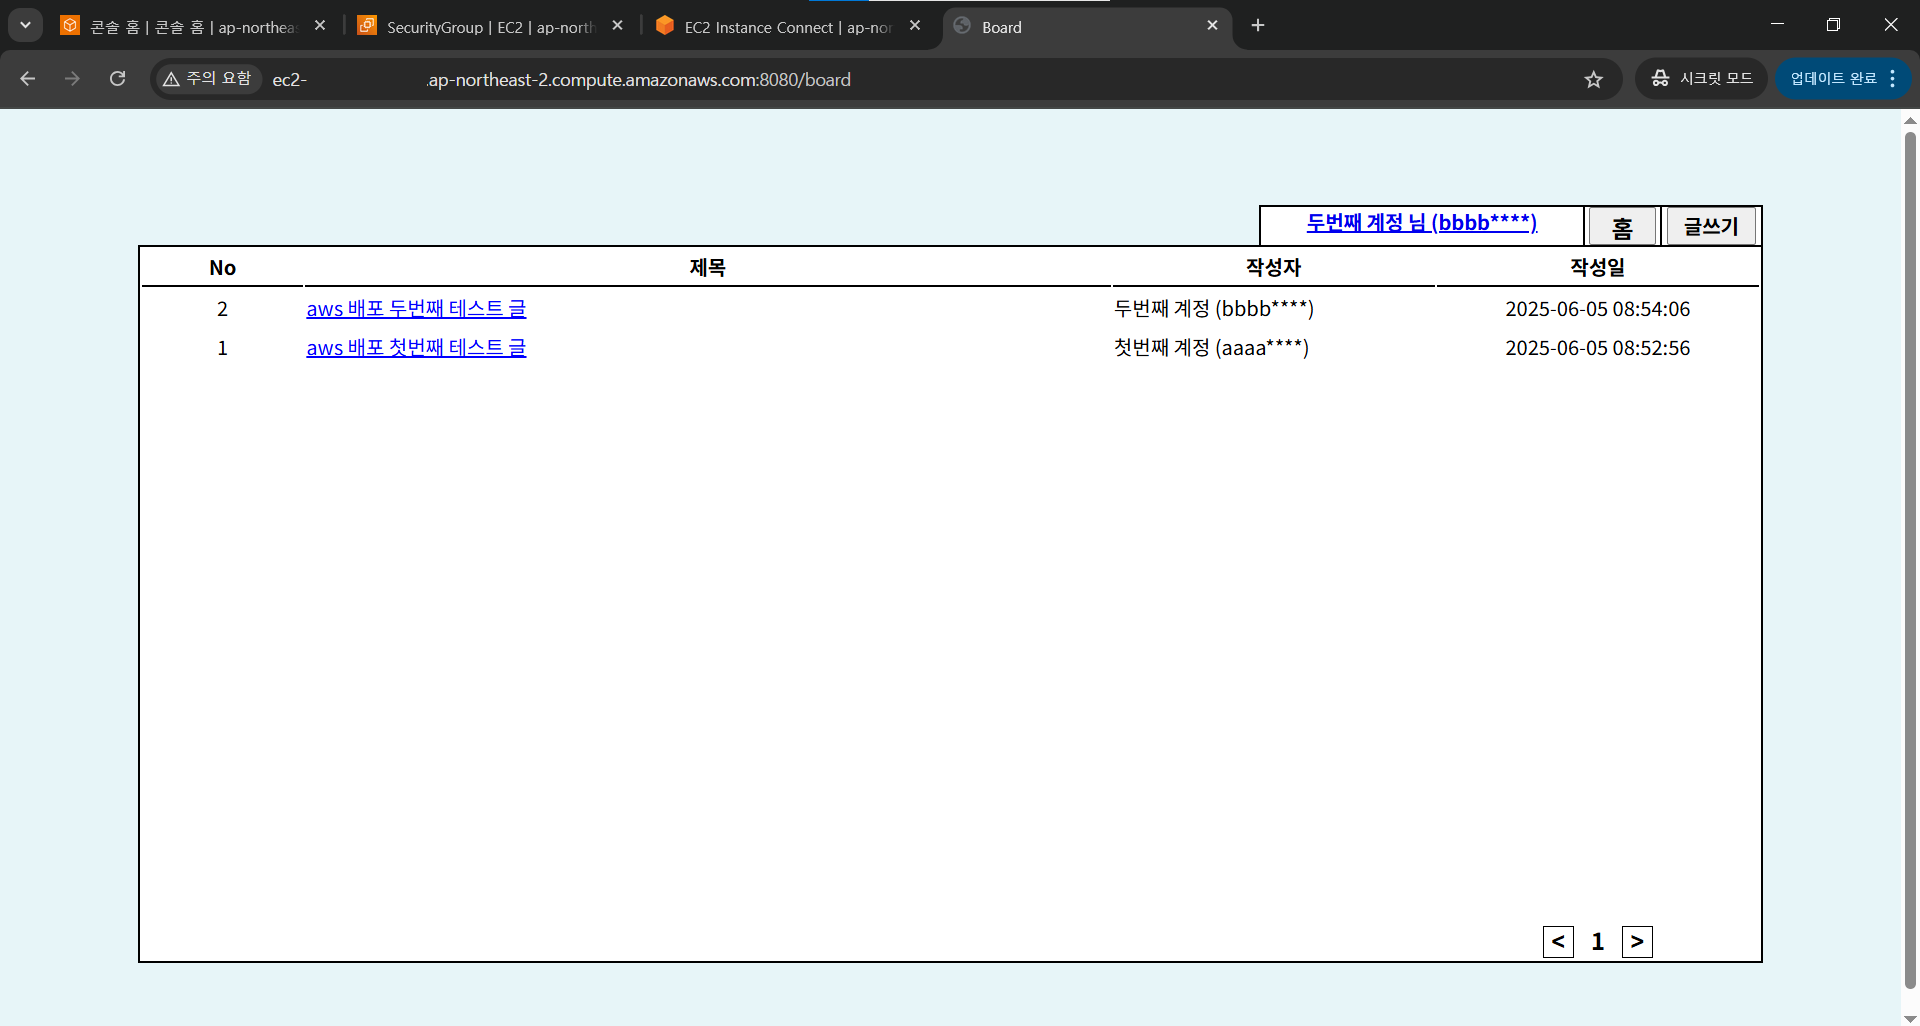 콘솔 홈 | 콘솔 홈 | ap-northeas
SecurityGroup | EC2 | ap-north
EC2 Instance Connect | ap-nor
Board
주의 요함
ec2- .ap-northeast-2.compute.amazonaws.com:8080/board
시크릿 모드
업데이트 완료
두번째 계정 님 (bbbb****)
홈
글쓰기
No 제목 작성자 작성일
2 aws 배포 두번째 테스트 글 두번째 계정 (bbbb****) 2025-06-05 08:54:06
1 aws 배포 첫번째 테스트 글 첫번째 계정 (aaaa****) 2025-06-05 08:52:56
< 1 >